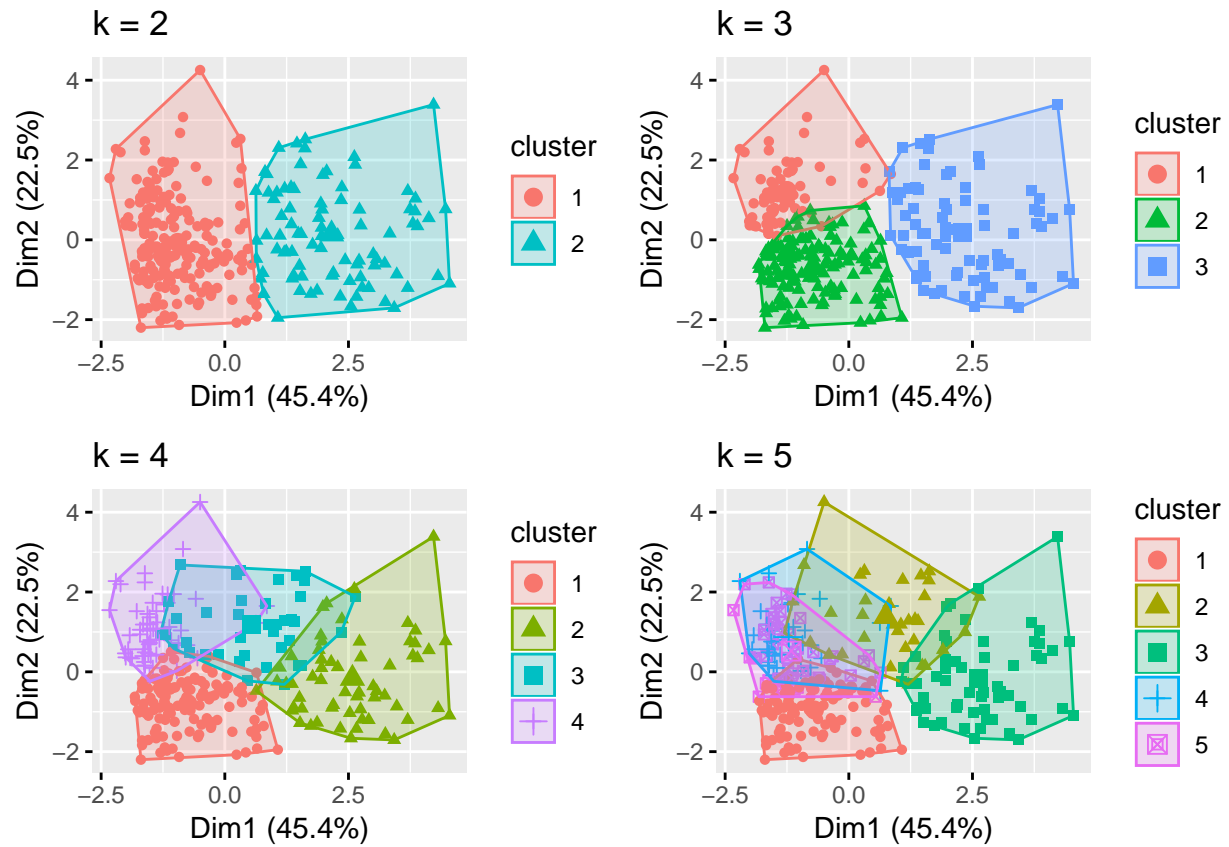 k = 2
4
2
0
−2
−2.5
0.0
2.5
Dim1 (45.4%)
Dim2 (22.5%)
cluster
1
2
k = 3
4
2
0
−2
−2.5
0.0
2.5
Dim1 (45.4%)
Dim2 (22.5%)
cluster
1
2
3
k = 4
4
2
0
−2
−2.5
0.0
2.5
Dim1 (45.4%)
Dim2 (22.5%)
cluster
1
2
3
4
k = 5
4
2
0
−2
−2.5
0.0
2.5
Dim1 (45.4%)
Dim2 (22.5%)
cluster
1
2
3
4
5